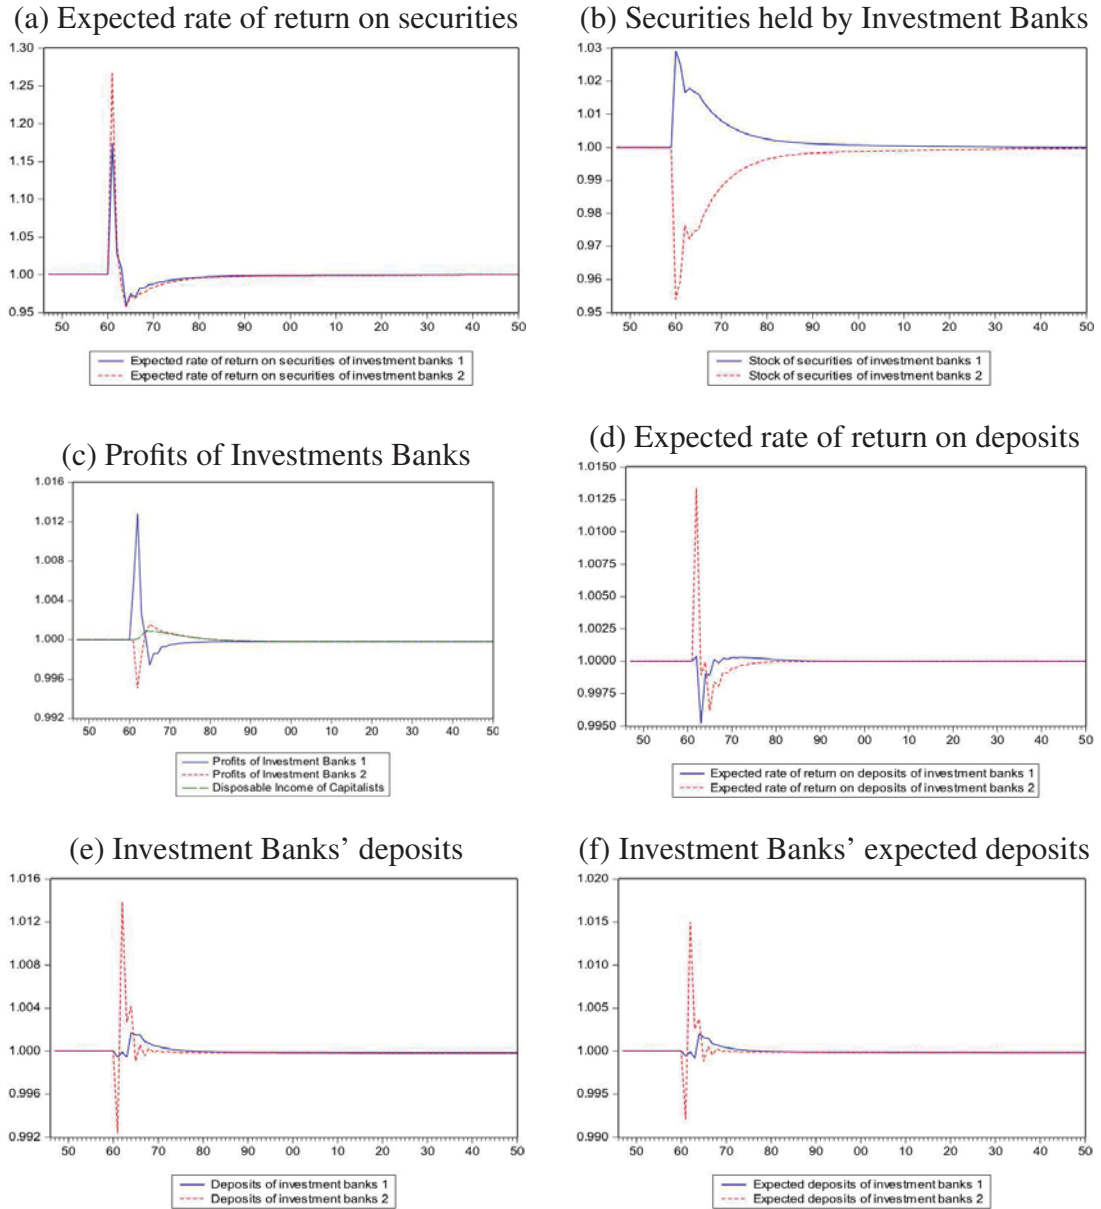 (a) Expected rate of return on securities
1.30
1.25
1.20
1.15
1.10
1.05
1.00
0.95
50 60 70 80 90 00 10 20 30 40 50
Expected rate of return on securities of investment banks 1
Expected rate of return on securities of investment banks 2
(b) Securities held by Investment Banks
1.03
1.02
1.01
1.00
0.99
0.98
0.97
0.96
0.95
50 60 70 80 90 00 10 20 30 40 50
Stock of securities of investment banks 1
Stock of securities of investment banks 2
(c) Profits of Investments Banks
1.016
1.012
1.008
1.004
1.000
0.996
0.992
50 60 70 80 90 00 10 20 30 40 50
Profits of Investment Banks 1
Profits of Investment Banks 2
Disposable Income of Capitalists
(d) Expected rate of return on deposits
1.0150
1.0125
1.0100
1.0075
1.0050
1.0025
1.0000
0.9975
0.9950
50 60 70 80 90 00 10 20 30 40 50
Expected rate of return on deposits of investment banks 1
Expected rate of return on deposits of investment banks 2
(e) Investment Banks’ deposits
1.016
1.012
1.008
1.004
1.000
0.996
0.992
50 60 70 80 90 00 10 20 30 40 50
Deposits of investment banks 1
Deposits of investment banks 2
(f) Investment Banks’ expected deposits
1.020
1.015
1.010
1.005
1.000
0.995
0.990
50 60 70 80 90 00 10 20 30 40 50
Expected deposits of investment banks 1
Expected deposits of investment banks 2